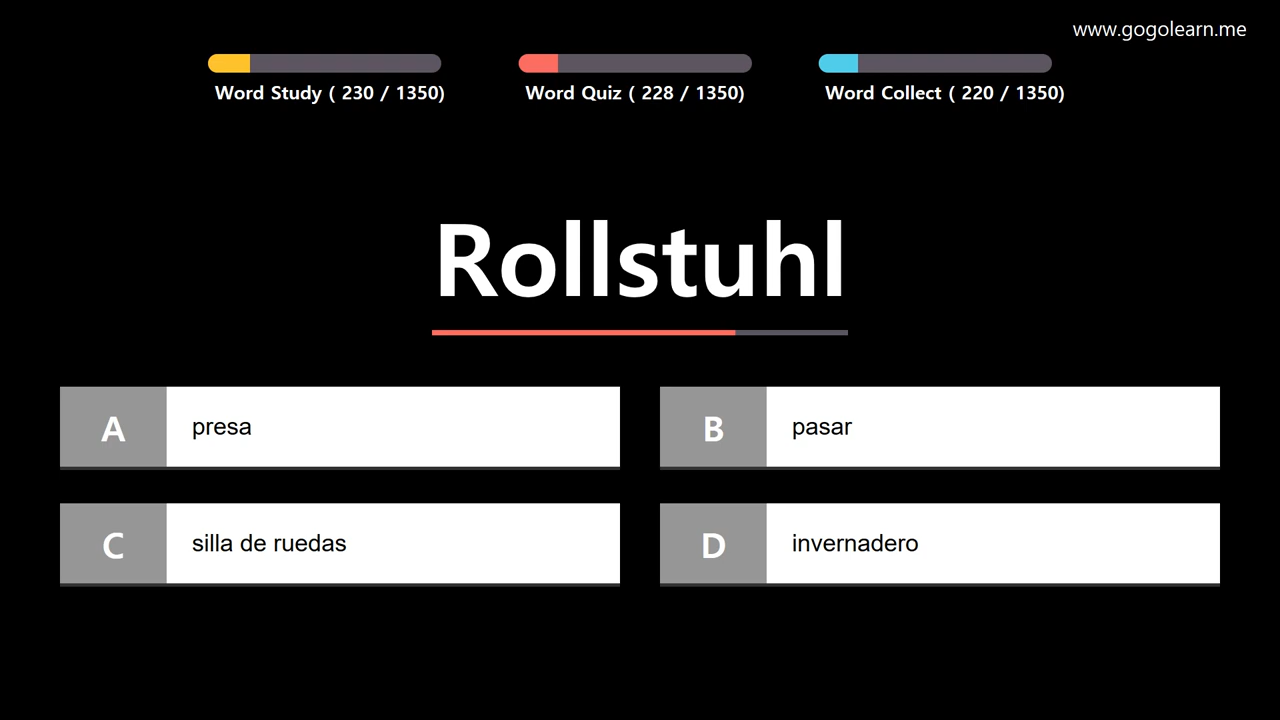 www.gogolearn.me
Word Study ( 230 / 1350)
Word Quiz ( 228 / 1350)
Word Collect ( 220 / 1350)
Rollstuhl
A presa
B pasar
C silla de ruedas
D invernadero